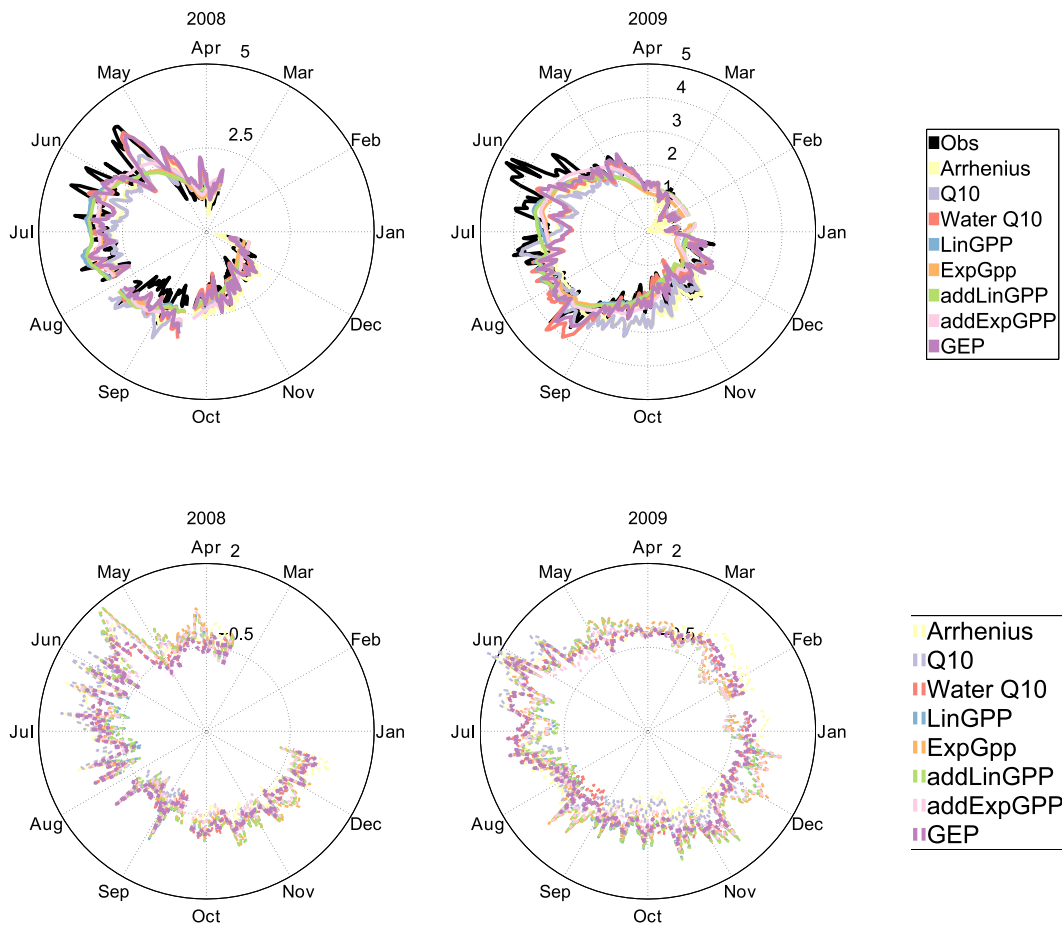 2008
Apr
5
May
Mar
Jun
2.5
Feb
Jul
Jan
Aug
Dec
Sep
Nov
Oct
2009
Apr
5
May
4
Mar
Jun
3
2
Feb
1
Jul
Jan
Aug
Dec
Sep
Nov
Oct
Obs
Arrhenius
Q10
Water Q10
LinGPP
ExpGpp
addLinGPP
addExpGPP
GEP
2008
Apr
2
May
Mar
Jun
-0.5
Feb
Jul
Jan
Aug
Dec
Sep
Nov
Oct
2009
Apr
2
May
Mar
Jun
-0.5
Feb
Jul
Jan
Aug
Dec
Sep
Nov
Oct
Arrhenius
Q10
Water Q10
LinGPP
ExpGpp
addLinGPP
addExpGPP
GEP